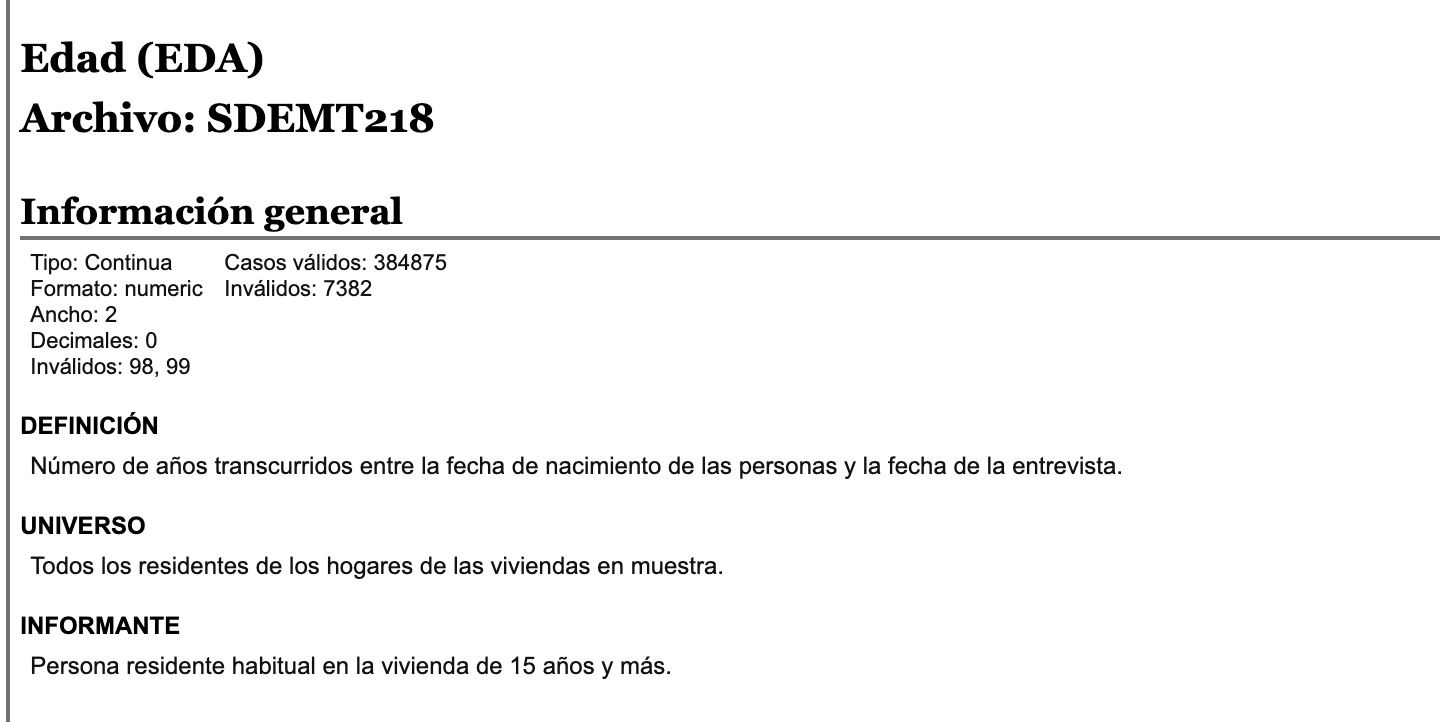 Edad (EDA)
Archivo: SDEMT218
Información general
Tipo: Continua Casos válidos: 384875
Formato: numeric Inválidos: 7382
Ancho: 2
Decimales: 0
Inválidos: 98, 99
DEFINICIÓN
Número de años transcurridos entre la fecha de nacimiento de las personas y la fecha de la entrevista.
UNIVERSO
Todos los residentes de los hogares de las viviendas en muestra.
INFORMANTE
Persona residente habitual en la vivienda de 15 años y más.